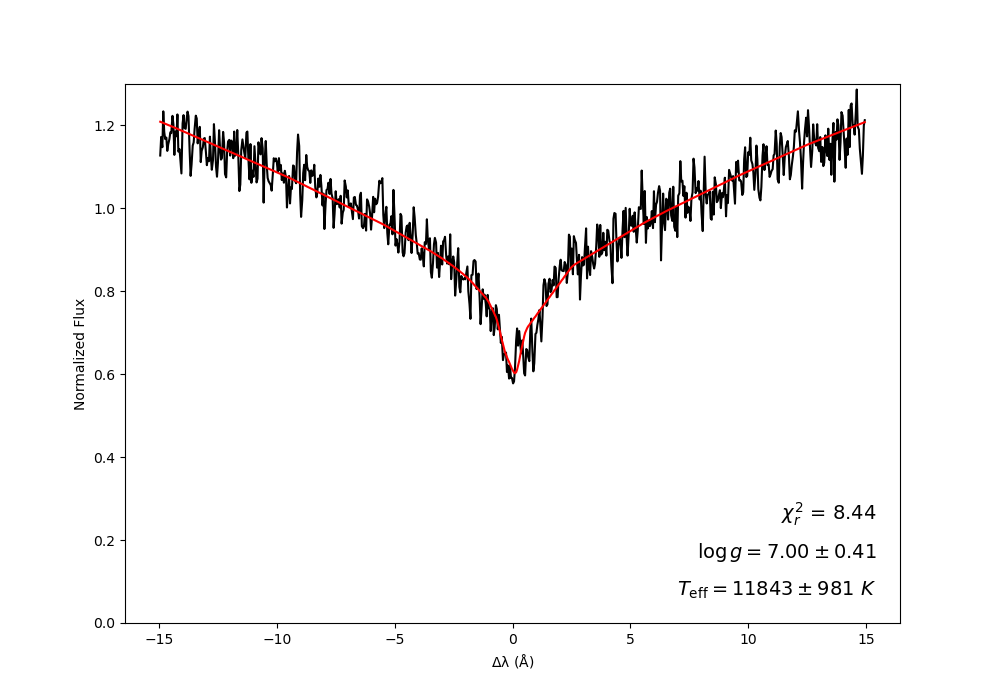 1.2
1.0
0.8
0.6
0.4
0.2
0.0
Normalized Flux
χ²ᵣ = 8.44
log g = 7.00 ± 0.41
T_eff = 11843 ± 981 K
−15
−10
−5
0
5
10
15
Δλ (Å)